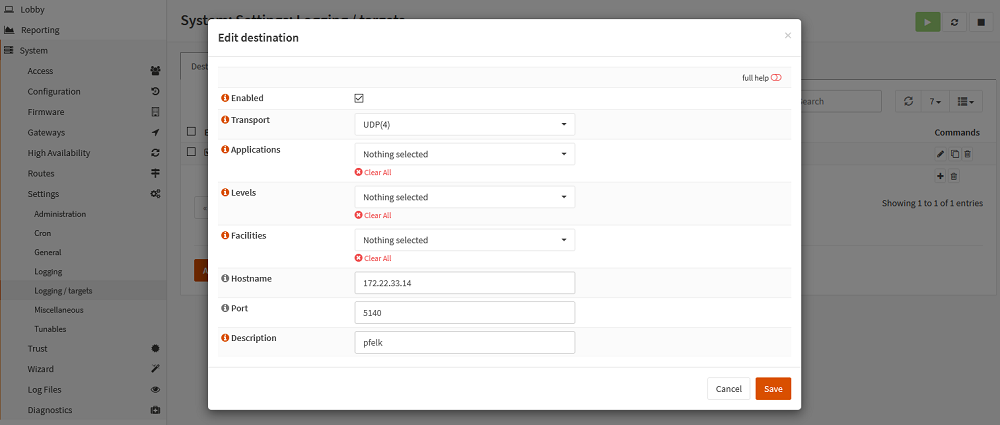 Lobby
Reporting
System
Access
Configuration
Firmware
Gateways
High Availability
Routes
Settings
Administration
Cron
General
Logging
Logging / targets
Miscellaneous
Tunables
Trust
Wizard
Log Files
Diagnostics
System: Settings: Logging / targets
Edit destination
×
full help
Enabled
Transport
UDP(4)
Applications
Nothing selected
Clear All
Levels
Nothing selected
Clear All
Facilities
Nothing selected
Clear All
Hostname
172.22.33.14
Port
5140
Description
pfelk
Cancel
Save
Dest
7
Commands
«
Showing 1 to 1 of 1 entries